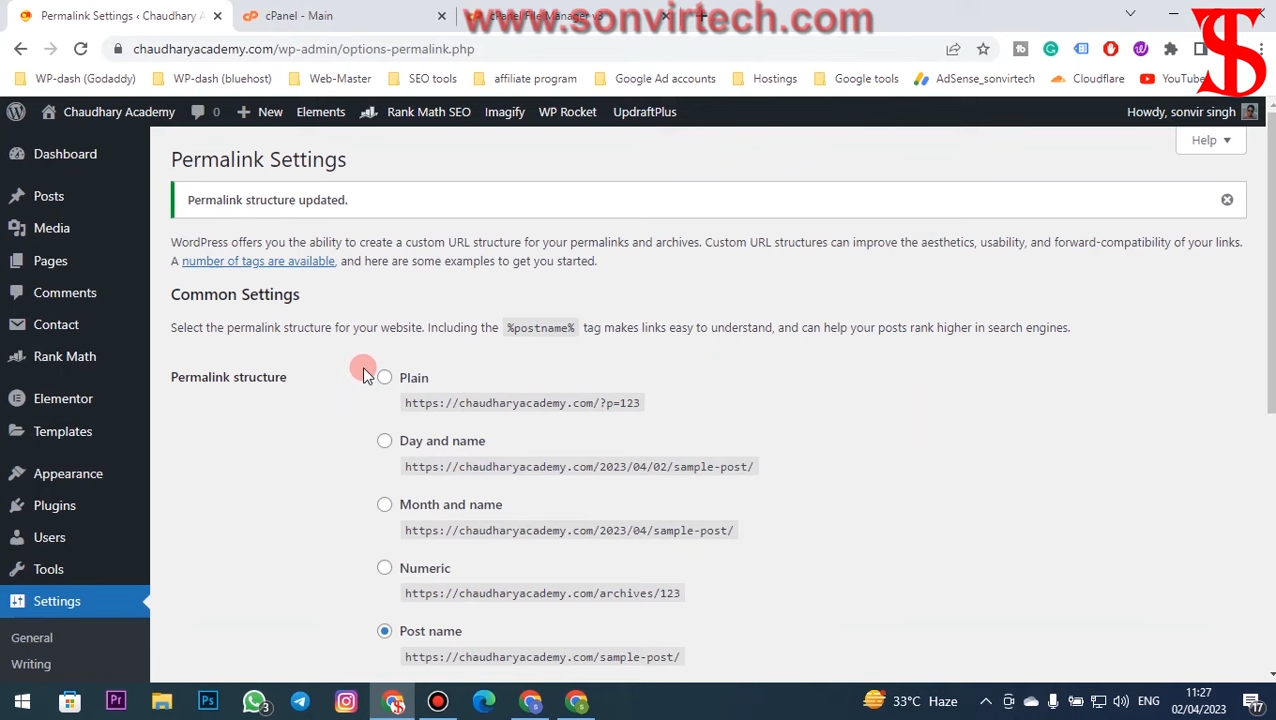 Permalink Settings ‹ Chaudhary A
cPanel - Main
cPanel File Manager v3
www.sonvirtech.com
chaudharyacademy.com/wp-admin/options-permalink.php
WP-dash (Godaddy)
WP-dash (bluehost)
Web-Master
SEO tools
affiliate program
Google Ad accounts
Hostings
Google tools
AdSense_sonvirtech
Cloudflare
YouTube
Chaudhary Academy
0
New
Elements
Rank Math SEO
Imagify
WP Rocket
UpdraftPlus
Howdy, sonvir singh
Dashboard
Posts
Media
Pages
Comments
Contact
Rank Math
Elementor
Templates
Appearance
Plugins
Users
Tools
Settings
General
Writing
Help
Permalink Settings
Permalink structure updated.
WordPress offers you the ability to create a custom URL structure for your permalinks and archives. Custom URL structures can improve the aesthetics, usability, and forward-compatibility of your links.
A number of tags are available, and here are some examples to get you started.
Common Settings
Select the permalink structure for your website. Including the %postname% tag makes links easy to understand, and can help your posts rank higher in search engines.
Permalink structure
Plain
https://chaudharyacademy.com/?p=123
Day and name
https://chaudharyacademy.com/2023/04/02/sample-post/
Month and name
https://chaudharyacademy.com/2023/04/sample-post/
Numeric
https://chaudharyacademy.com/archives/123
Post name
https://chaudharyacademy.com/sample-post/
33°C Haze
ENG
11:27
02/04/2023
17